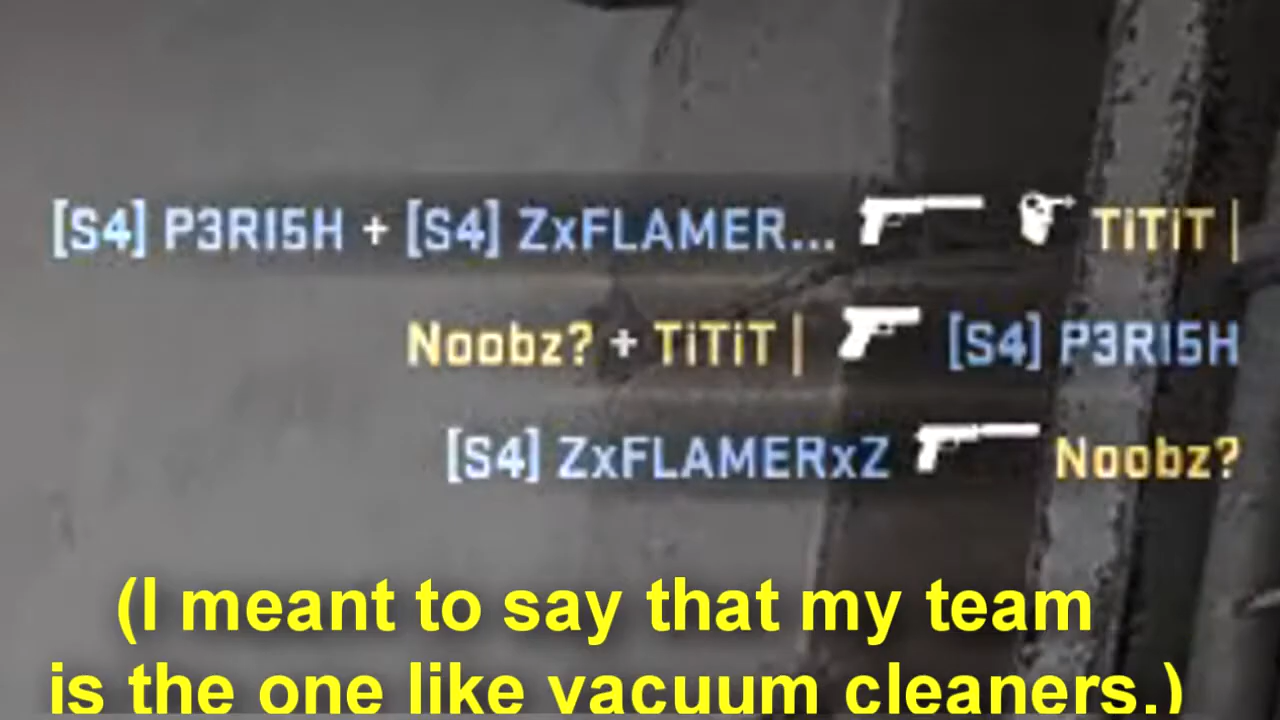 [S4] P3RI5H + [S4] ZxFLAMER... TiTiT |
Noobz? + TiTiT | [S4] P3RI5H
[S4] ZxFLAMERxZ Noobz?
(I meant to say that my team
is the one like vacuum cleaners.)